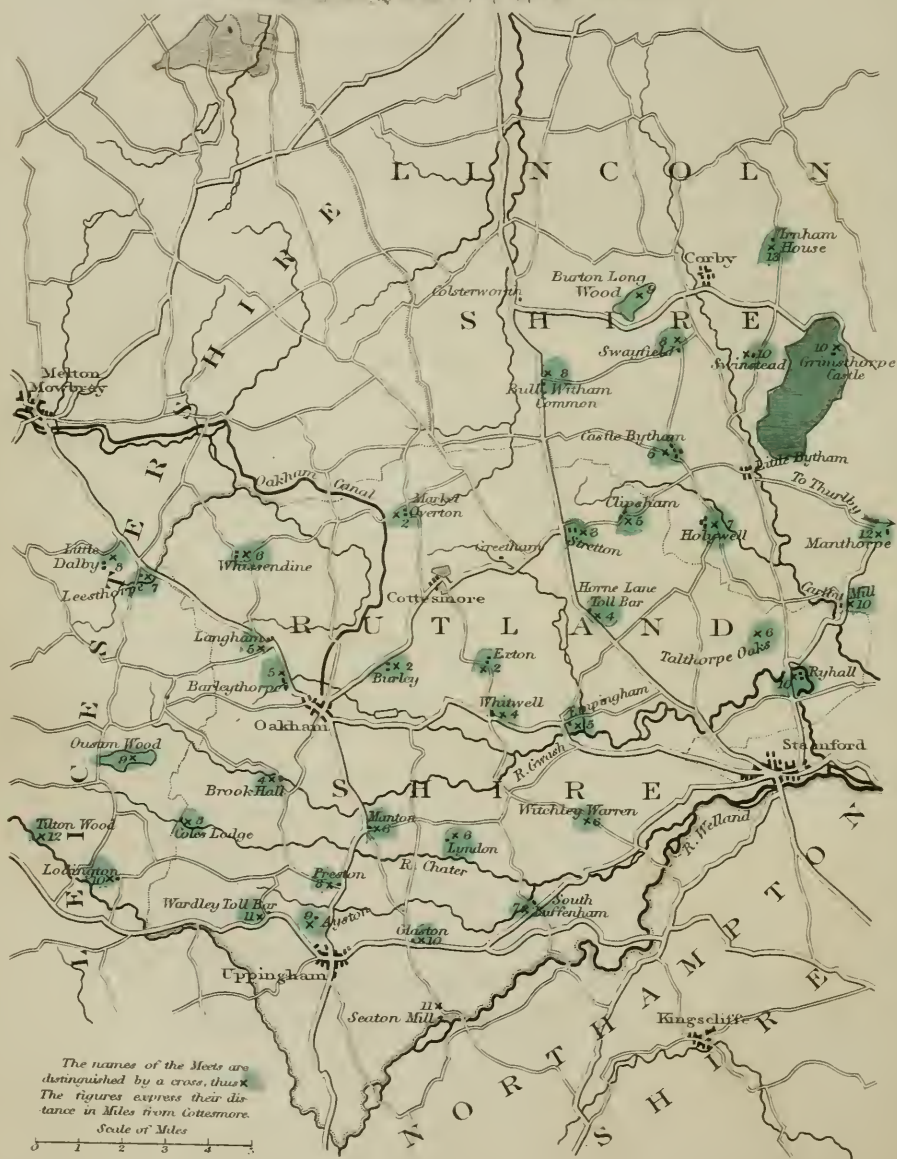 LINCOLN
SHIRE
LEICESTER
SHIRE
Irnham
House
13
Corby
Burton Long
Wood 9
Colsterworth
8
Swayfield
10
Swinstead
10
Grimsthorpe
Castle
8
Witham
Common
Melton
Mowbray
Castle Bytham
5
Little Bytham
To Thurlby
Oakham Canal
Market
Overton
2
Clipsham
5
3
Stretton
7
Holywell
12
Manthorpe
Little
Dalby
8
Leesthorpe
7
6
Whissendine
Greetham
Cottesmore
Horne Lane
Toll Bar
4
Mill
10
RUTLAND
SHIRE
Langham
5
5
Barleythorpe
2
Burley
Exton
2
6
Talthorpe Oaks
Ryhall
10
Oakham
Whitwell
4
Empingham
5
R. Gwash
Stamford
Ouston Wood
9
4
Brook Hall
Tilton Wood
12
Coles Lodge
Manton
6
6
Lyndon
Witchley Warren
6
R. Welland
R. Chater
10
Preston
8
Wardley Toll Bar
11
9
Ayston
Glaston
10
7
South
Luffenham
Uppingham
11
Seaton Mill
Kingscliffe
NORTHAMPTON
SHIRE
The names of the Meets are
distinguished by a cross, thus x
The figures express their dis-
-tance in Miles from Cottesmore.
Scale of Miles
0 1 2 3 4 5